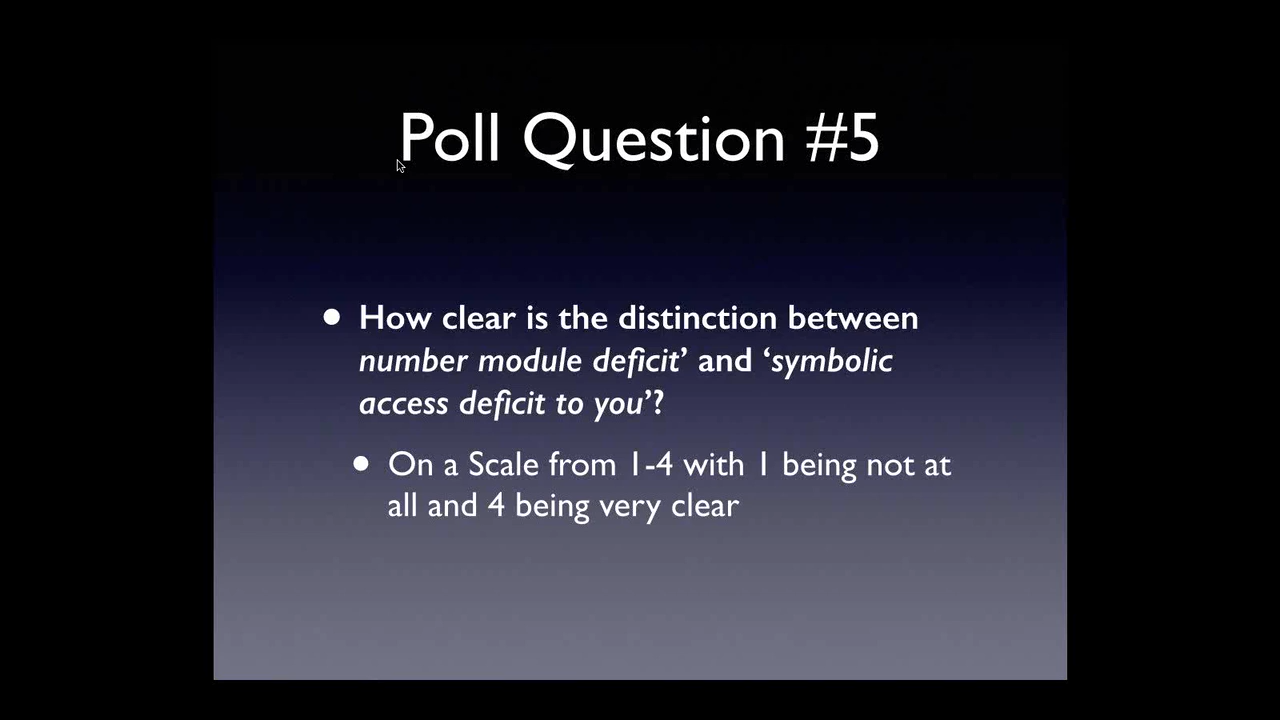 Poll Question #5
• How clear is the distinction between
number module deficit’ and ‘symbolic
access deficit to you’?
• On a Scale from 1-4 with 1 being not at
all and 4 being very clear